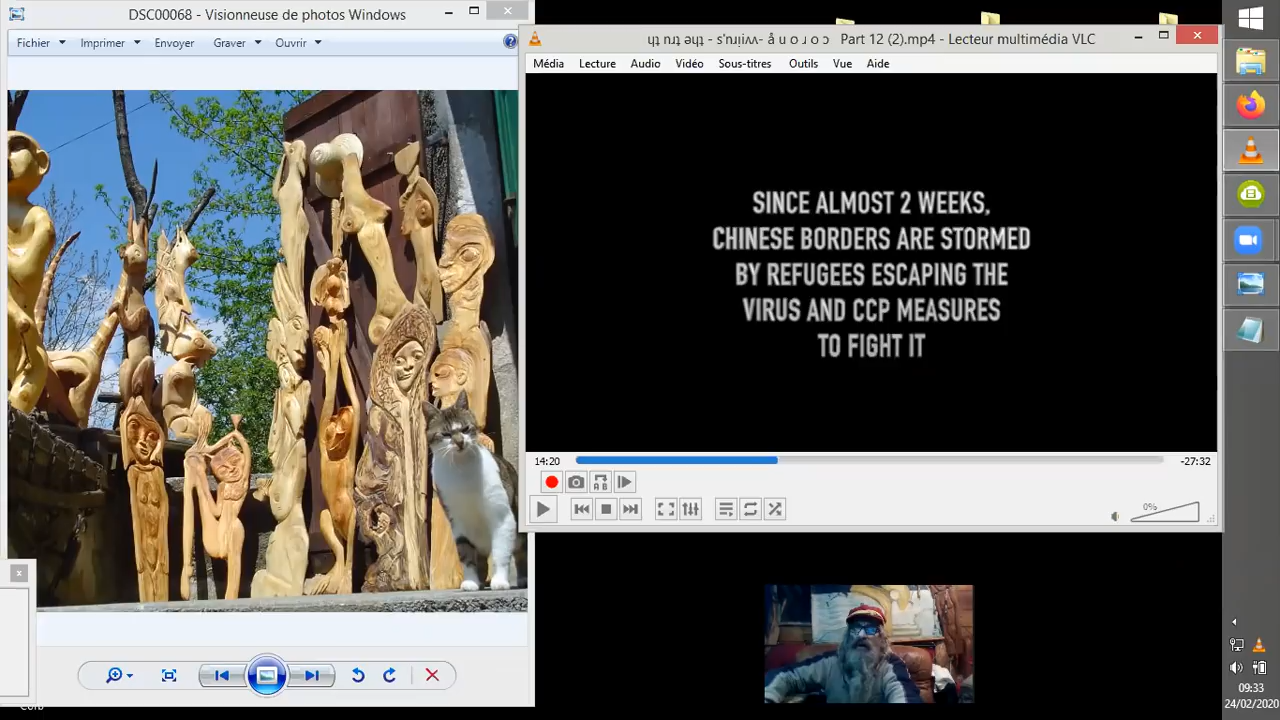 DSC00068 - Visionneuse de photos Windows
Fichier Imprimer Envoyer Graver Ouvrir
Part 12 (2).mp4 - Lecteur multimédia VLC
Média Lecture Audio Vidéo Sous-titres Outils Vue Aide
SINCE ALMOST 2 WEEKS,
CHINESE BORDERS ARE STORMED
BY REFUGEES ESCAPING THE
VIRUS AND CCP MEASURES
TO FIGHT IT
14:20
-27:32
0%
09:33
24/02/2020